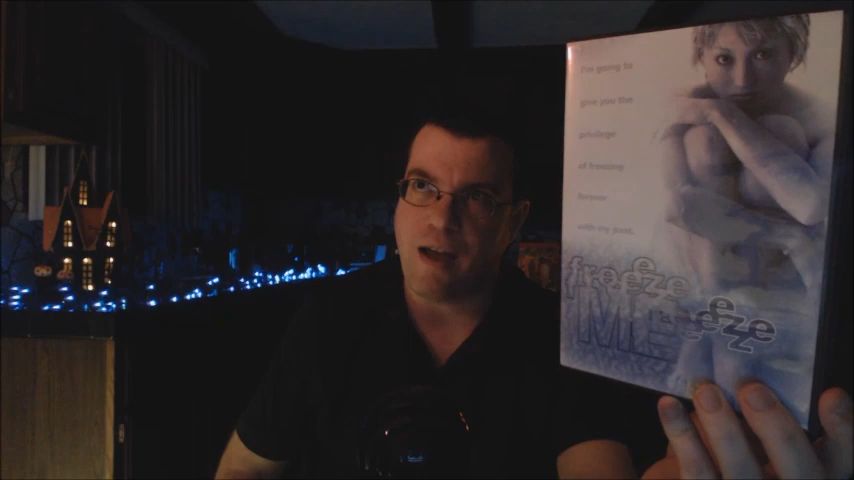 I'm going to
give you the
privilege
of freezing
forever
with my past.
freeze
ME
freeze